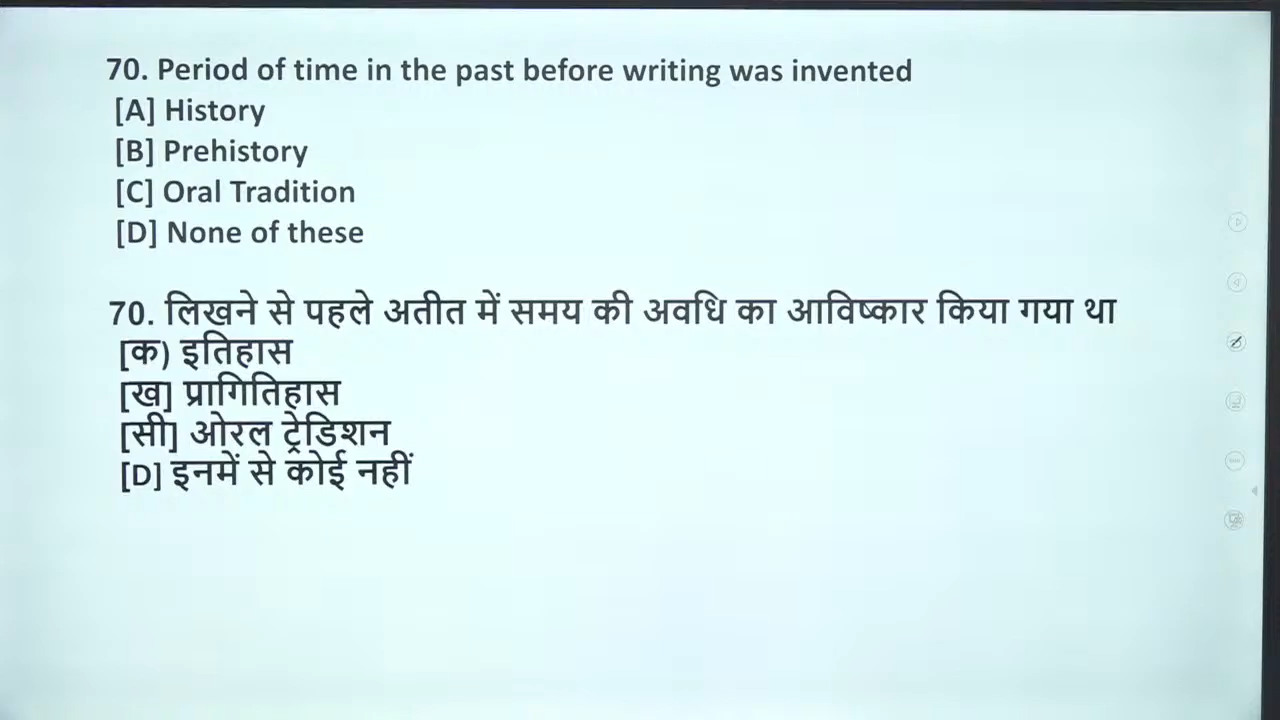 70. Period of time in the past before writing was invented
[A] History
[B] Prehistory
[C] Oral Tradition
[D] None of these
70. लिखने से पहले अतीत में समय की अवधि का आविष्कार किया गया था
[क) इतिहास
[ख] प्रागितिहास
[सी] ओरल ट्रेडिशन
[D] इनमें से कोई नहीं